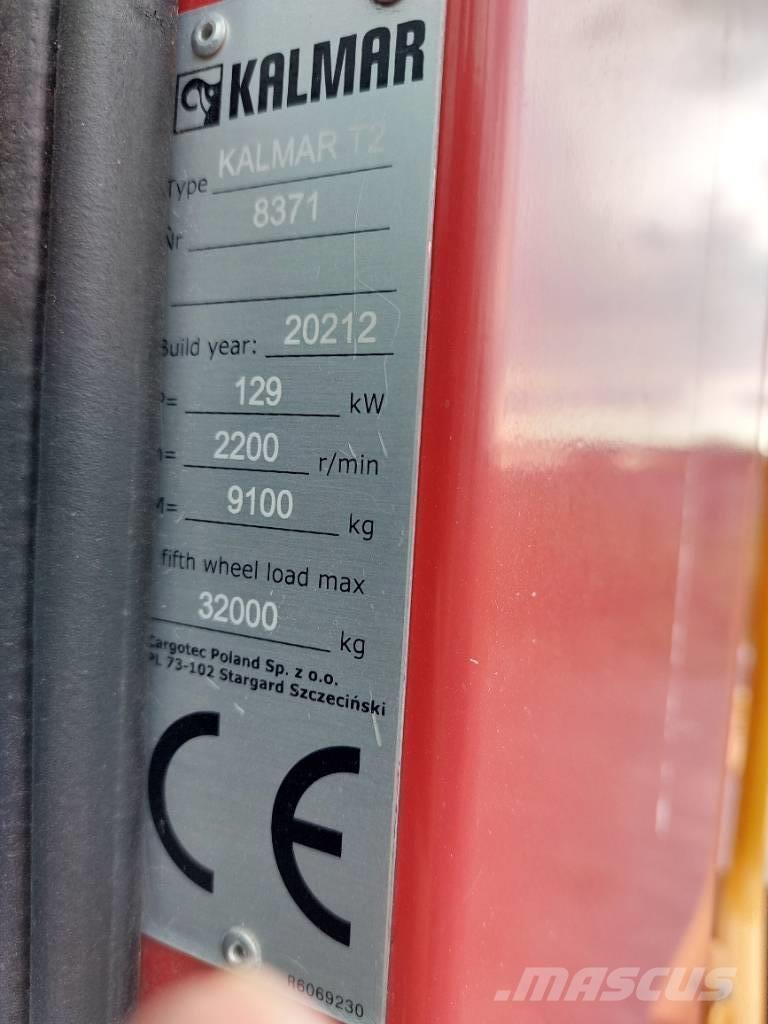 KALMAR
Type KALMAR T2
Nr 8371
Build year: 20212
P= 129 kW
n= 2200 r/min
M= 9100 kg
fifth wheel load max
32000 kg
Cargotec Poland Sp. z o.o.
PL 73-102 Stargard Szczeciński
CE
R6069230
MASCUS